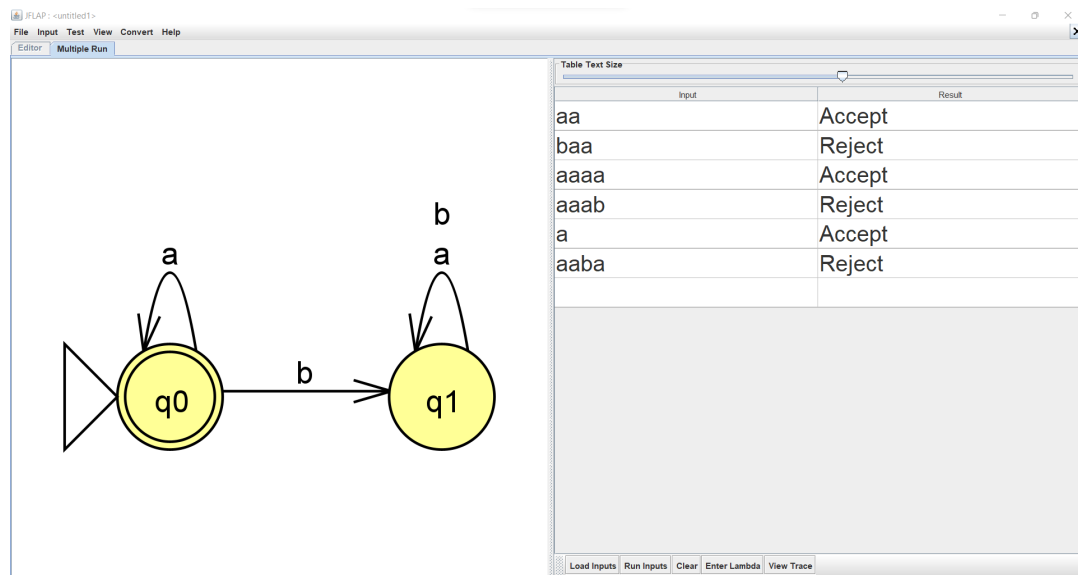 JFLAP : <untitled1>
File Input Test View Convert Help
Editor Multiple Run
a
b
a
b
q0
q1
Table Text Size
Input Result
aa Accept
baa Reject
aaaa Accept
aaab Reject
a Accept
aaba Reject
Load Inputs Run Inputs Clear Enter Lambda View Trace